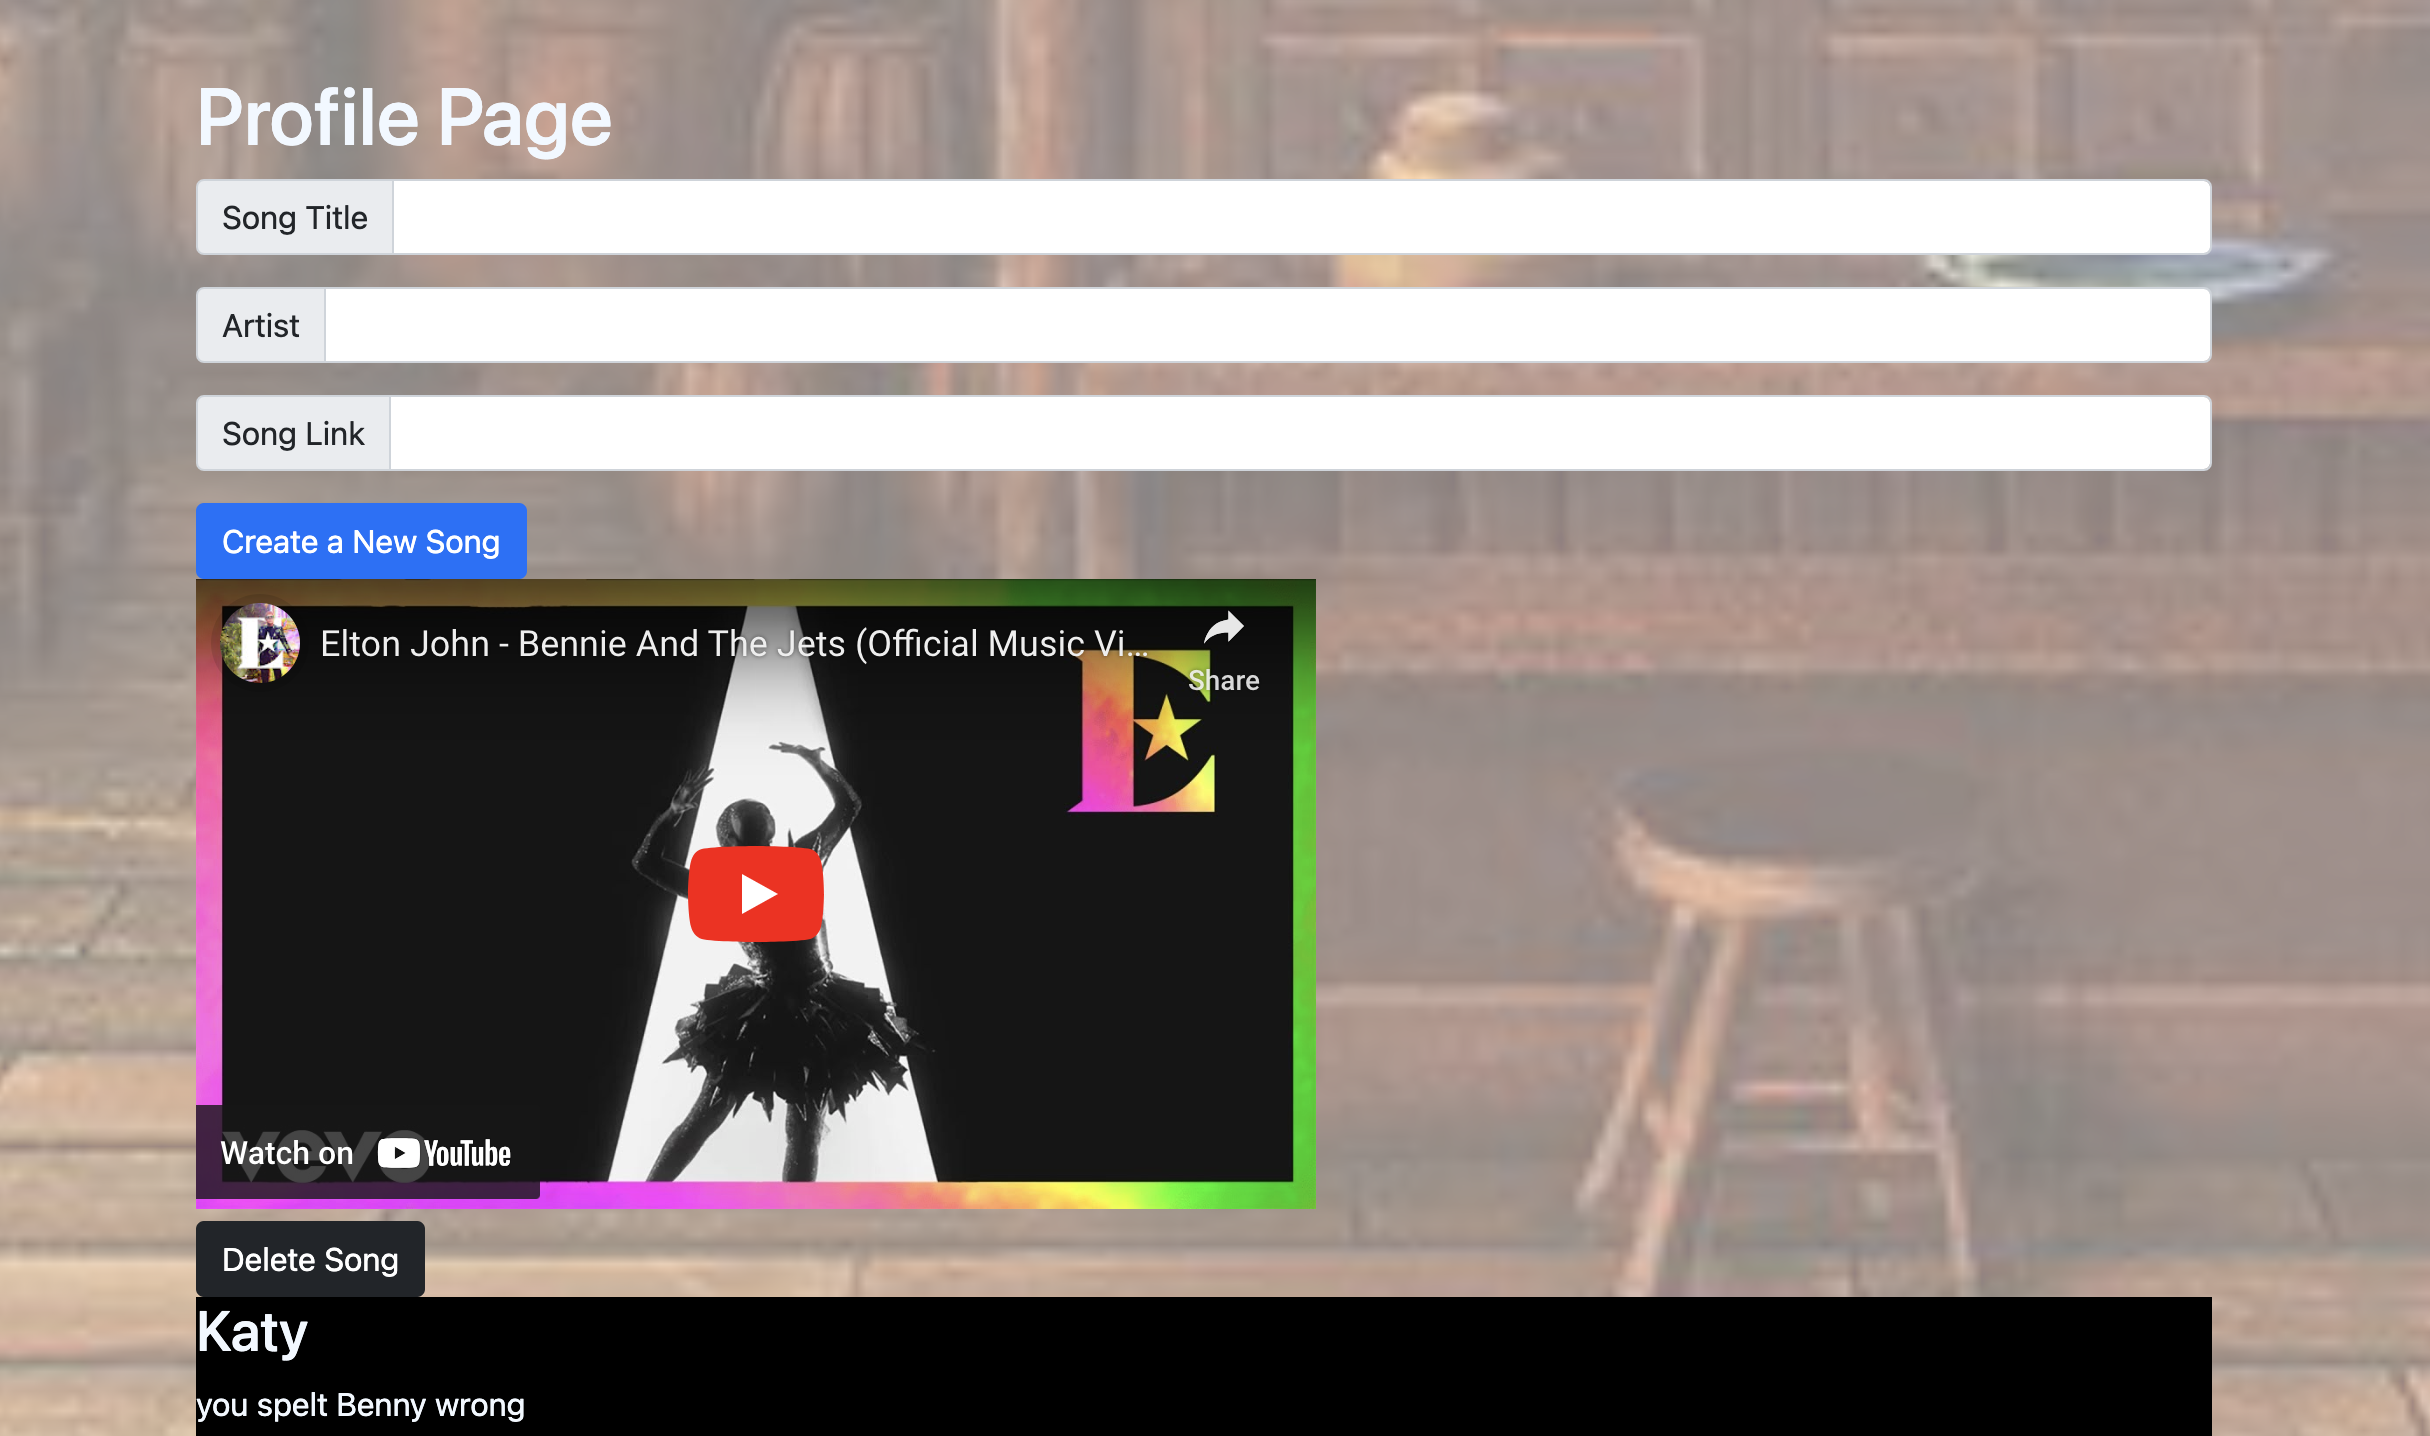 Profile Page
Song Title
Artist
Song Link
Create a New Song
Elton John - Bennie And The Jets (Official Music Vi...
Share
E
vevo
Watch on YouTube
Delete Song
Katy
you spelt Benny wrong